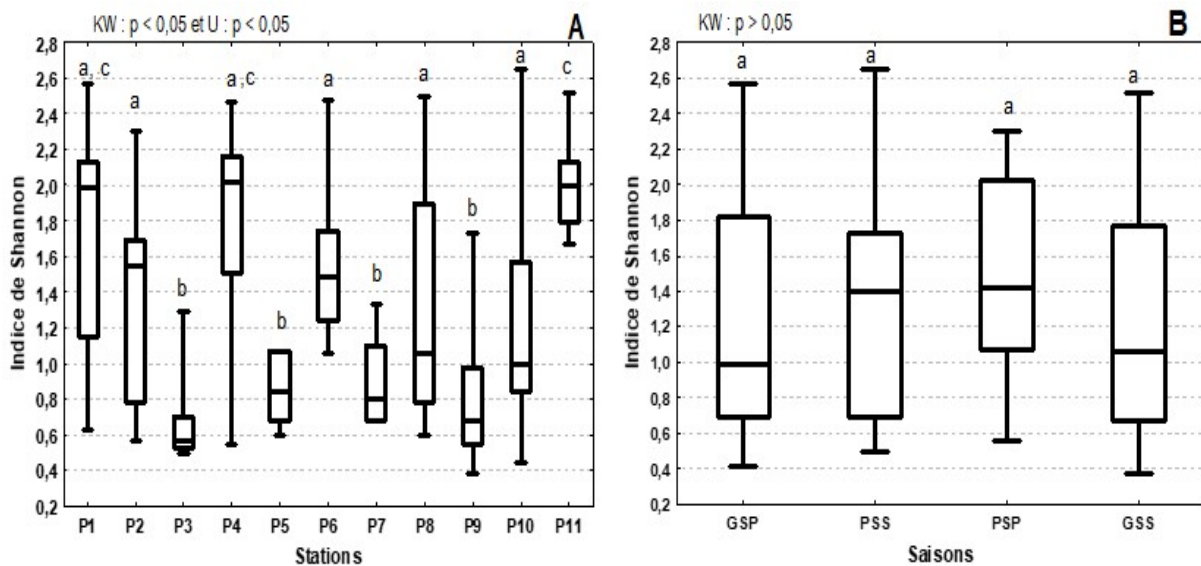 KW : p < 0,05 et U : p < 0,05
A
2,8
2,6
2,4
2,2
2,0
1,8
1,6
1,4
1,2
1,0
0,8
0,6
0,4
0,2
Indice de Shannon
a, c
a
b
a ,c
b
a
b
a
b
a
c
P1 P2 P3 P4 P5 P6 P7 P8 P9 P10 P11
Stations
KW : p > 0,05
B
2,8
2,6
2,4
2,2
2,0
1,8
1,6
1,4
1,2
1,0
0,8
0,6
0,4
0,2
Indice de Shannon
a
a
a
a
GSP PSS PSP GSS
Saisons